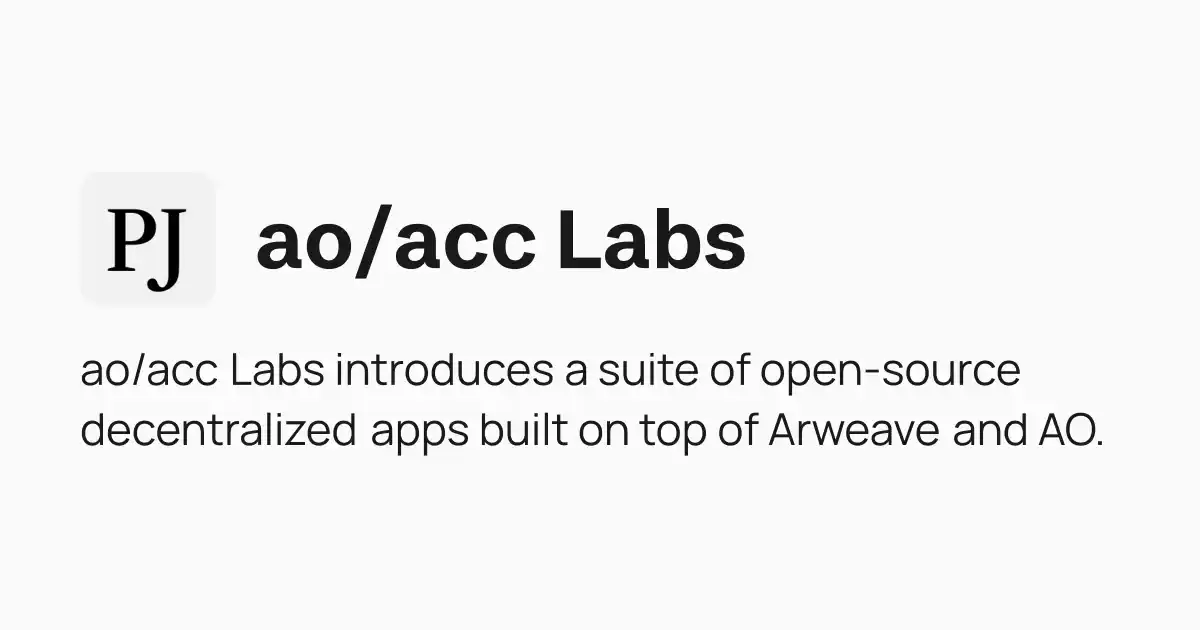 PJ
ao/acc Labs
ao/acc Labs introduces a suite of open-source
decentralized apps built on top of Arweave and AO.